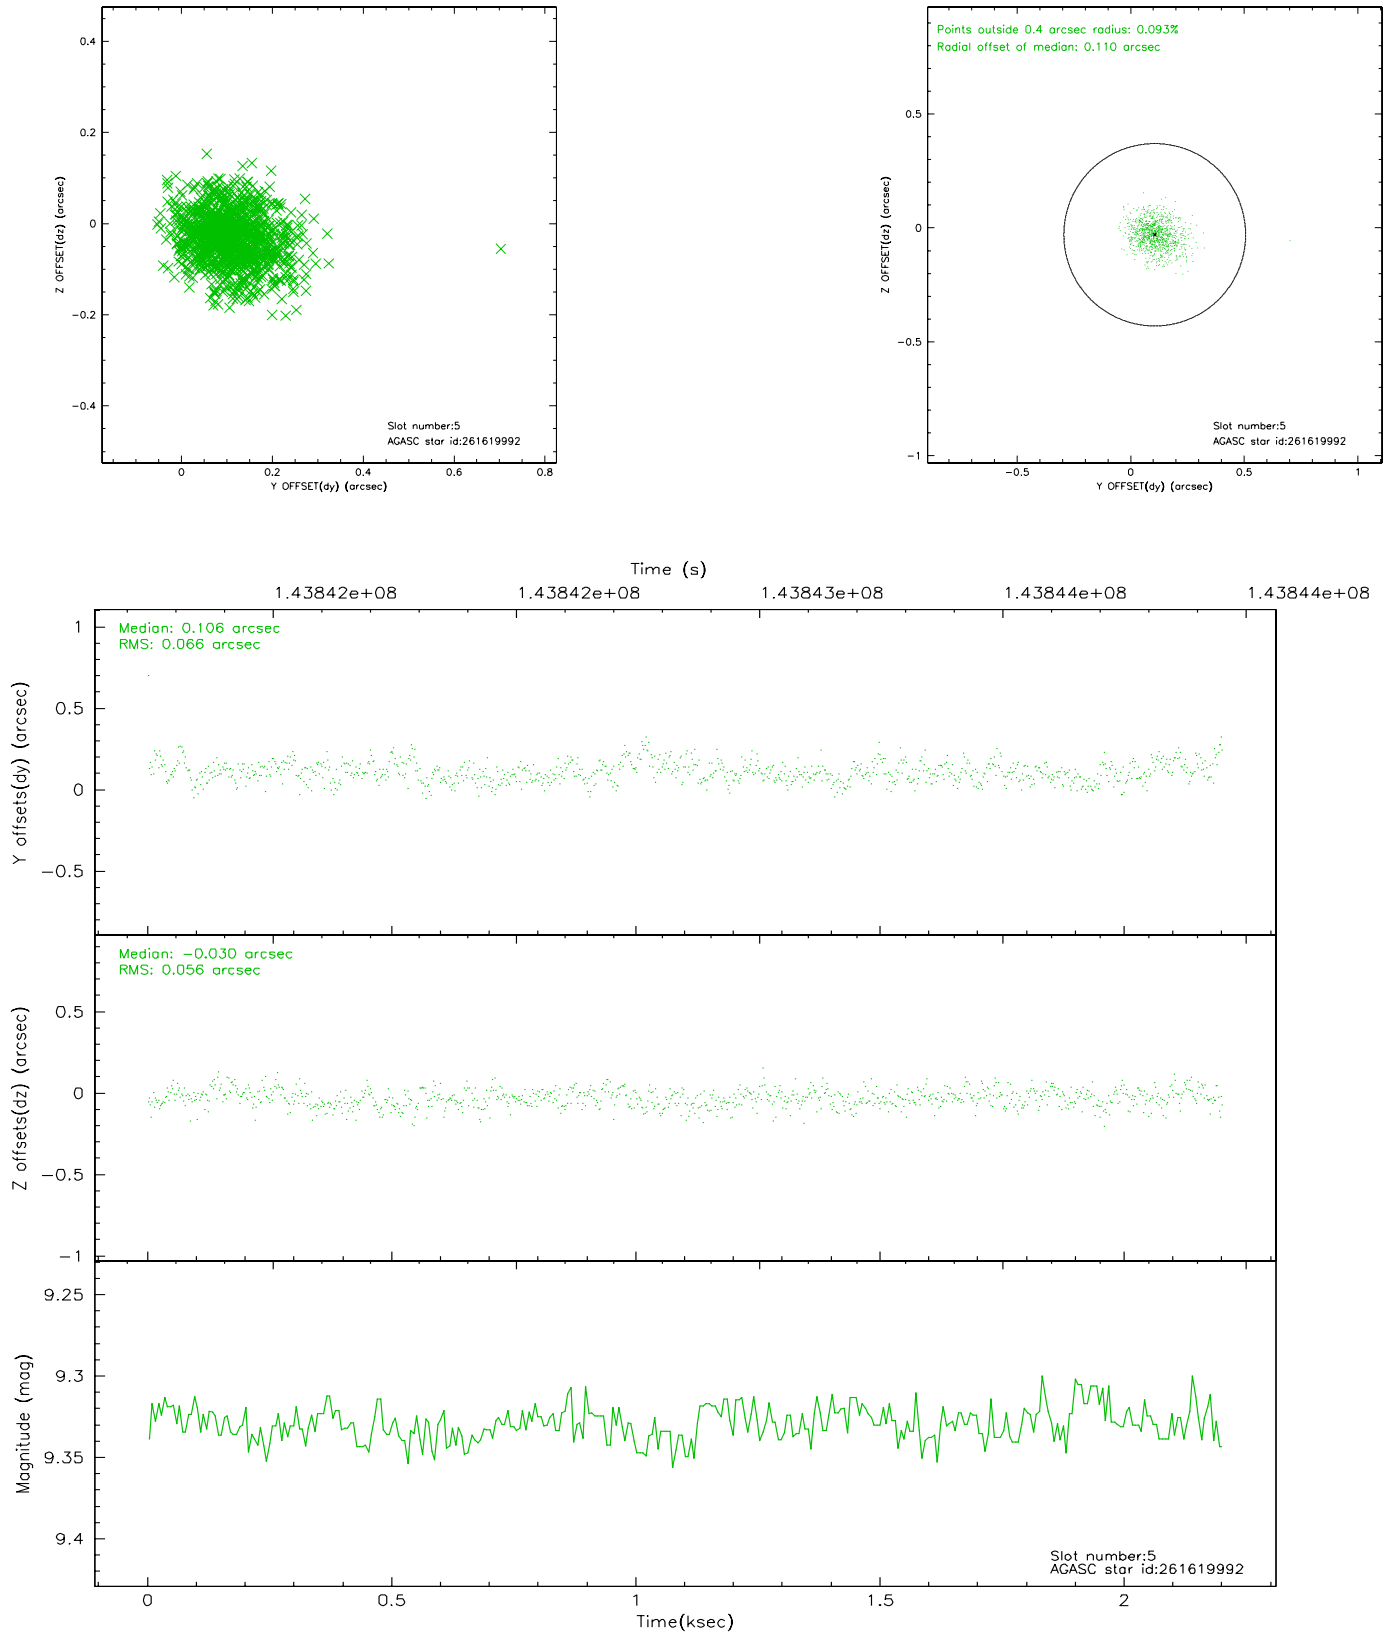 0.4
0.2
0
−0.2
−0.4
Z OFFSET(dz) (arcsec)
0
0.2
0.4
0.6
0.8
Y OFFSET(dy) (arcsec)
Slot number:5
AGASC star id:261619992
Points outside 0.4 arcsec radius: 0.093%
Radial offset of median: 0.110 arcsec
0.5
0
−0.5
−1
Z OFFSET(dz) (arcsec)
−0.5
0
0.5
1
Y OFFSET(dy) (arcsec)
Slot number:5
AGASC star id:261619992
Time (s)
1.43842e+08
1.43842e+08
1.43843e+08
1.43844e+08
1.43844e+08
Median: 0.106 arcsec
RMS: 0.066 arcsec
1
0.5
0
−0.5
Y offsets(dy) (arcsec)
Median: −0.030 arcsec
RMS: 0.056 arcsec
0.5
0
−0.5
−1
Z offsets(dz) (arcsec)
9.25
9.3
9.35
9.4
Magnitude (mag)
Slot number:5
AGASC star id:261619992
0
0.5
1
1.5
2
Time(ksec)